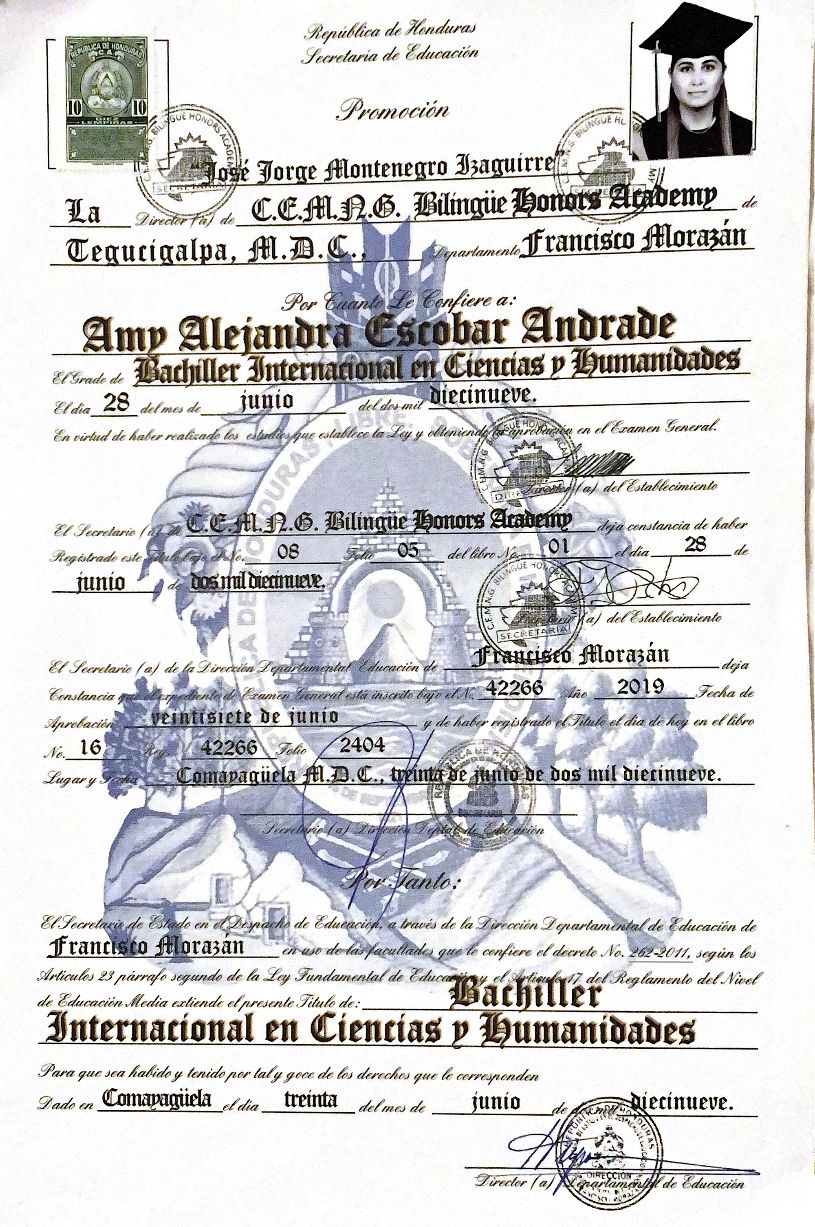 República de Honduras
Secretaría de Educación
REPUBLICA DE HONDURAS
C.A.
10 10
DIEZ
LEMPIRAS
Promoción
C.E.M.N.G. BILINGÜE HONORS ACADEMY
SECRETARIA
"José Jorge Montenegro Izaguirre"
La Director (a) de C.E.M.N.G. Bilingüe Honors Academy de
Tegucigalpa, M.D.C., Departamento Francisco Morazán
Por Cuanto Le Confiere a:
Amy Alejandra Escobar Andrade
El Grado de Bachiller Internacional en Ciencias y Humanidades
El día 28 del mes de junio del dos mil diecinueve.
En virtud de haber realizado los estudios que establece la Ley y obteniendo la aprobación en el Examen General.
Director (a) del Establecimiento
El Secretario (a) de C.E.M.N.G. Bilingüe Honors Academy deja constancia de haber
Registrado este título bajo el No. 08 Folio 05 del libro No. 01 el día 28 de
junio de dos mil diecinueve.
C.E.M.N.G. BILINGUE HONORS ACADEMY
SECRETARIA
Secretario (a) del Establecimiento
El Secretario (a) de la Dirección Departamental Educación de Francisco Morazán deja
Constancia que el expediente de Examen General está inscrito bajo el N. 42266 Año 2019 Fecha de
Aprobación veintisiete de junio y de haber registrado el Título el día de hoy en el libro
No. 16 Reg. 42266 Folio 2404
Lugar y Fecha Comayagüela M.D.C., treinta de junio de dos mil diecinueve.
Secretario (a) Dirección Deptal de Educación
Por Tanto:
El Secretario de Estado en el Despacho de Educación, a través de la Dirección Departamental de Educación de
Francisco Morazán en uso de las facultades que le confiere el decreto No. 262-2011, según los
Artículos 23 párrafo segundo de la Ley Fundamental de Educación y el Artículo 17 del Reglamento del Nivel
de Educación Media extiende el presente Título de: Bachiller
Internacional en Ciencias y Humanidades
Para que sea habido y tenido por tal y goce de los derechos que le corresponden
Dado en Comayagüela el día treinta del mes de junio de dos mil diecinueve.
DIRECCION
Director (a) Departamental de Educación